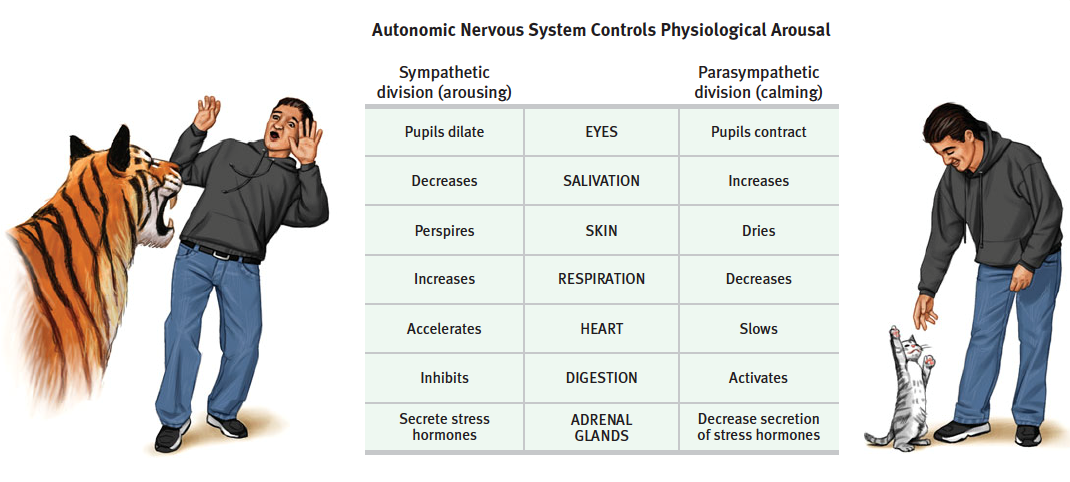 Autonomic Nervous System Controls Physiological Arousal
Sympathetic
division (arousing)
Parasympathetic
division (calming)
Pupils dilate EYES Pupils contract
Decreases SALIVATION Increases
Perspires SKIN Dries
Increases RESPIRATION Decreases
Accelerates HEART Slows
Inhibits DIGESTION Activates
Secrete stress
hormones
ADRENAL
GLANDS
Decrease secretion
of stress hormones